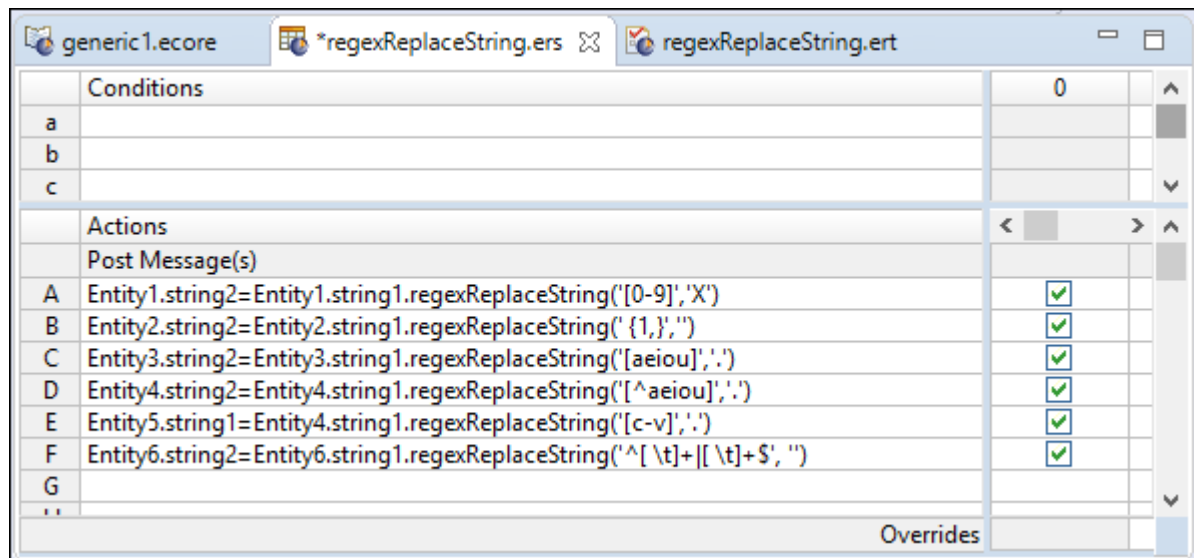 generic1.ecore *regexReplaceString.ers regexReplaceString.ert
Conditions 0
a
b
c
Actions
Post Message(s)
A Entity1.string2=Entity1.string1.regexReplaceString('[0-9]','X')
B Entity2.string2=Entity2.string1.regexReplaceString(' {1,}','')
C Entity3.string2=Entity3.string1.regexReplaceString('[aeiou]','.')
D Entity4.string2=Entity4.string1.regexReplaceString('[^aeiou]','.')
E Entity5.string1=Entity4.string1.regexReplaceString('[c-v]','.')
F Entity6.string2=Entity6.string1.regexReplaceString('^[ \t]+|[ \t]+$', '')
G
Overrides